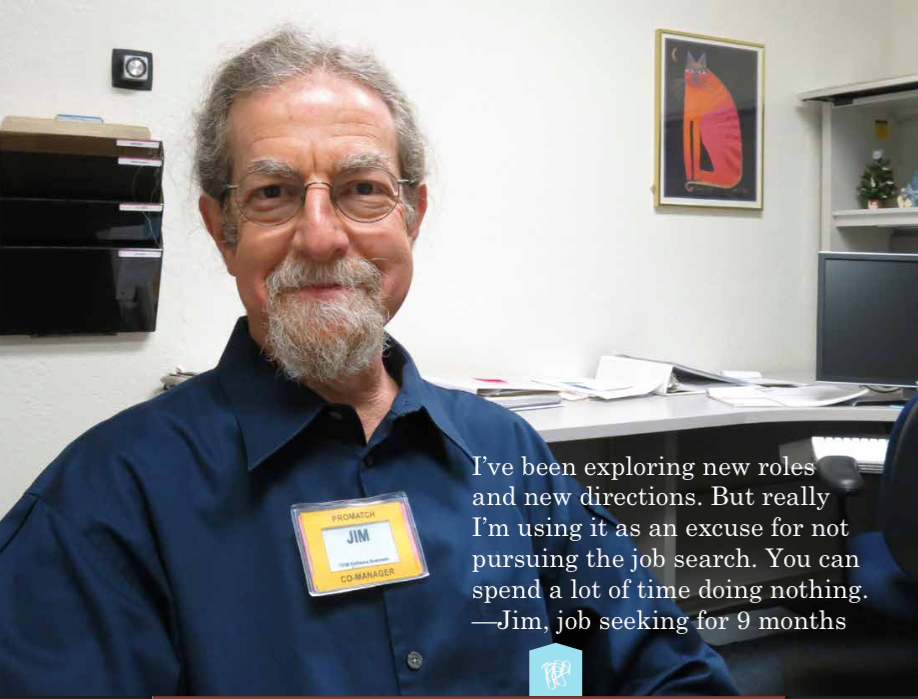 PROMATCH
JIM
CO-MANAGER
I've been exploring new roles
and new directions. But really
I'm using it as an excuse for not
pursuing the job search. You can
spend a lot of time doing nothing.
—Jim, job seeking for 9 months